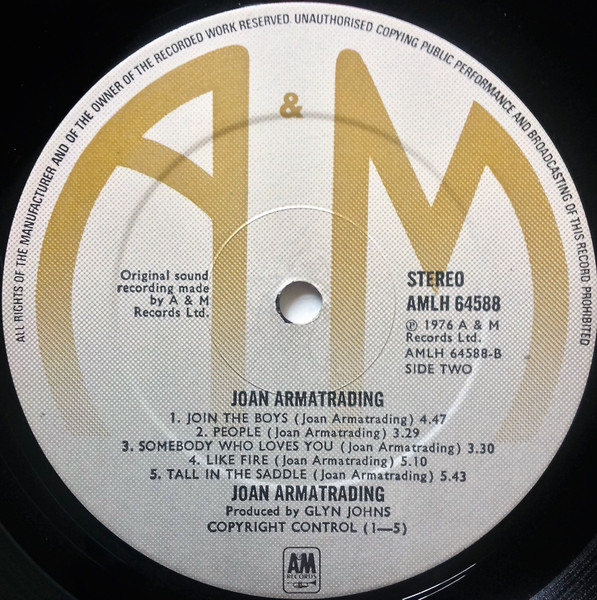 ALL RIGHTS OF THE MANUFACTURER AND OF THE OWNER OF THE RECORDED WORK RESERVED. UNAUTHORISED COPYING PUBLIC PERFORMANCE AND BROADCASTING OF THIS RECORD PROHIBITED
A & M
Original sound
recording made
by A & M
Records Ltd.
STEREO
AMLH 64588
℗ 1976 A & M
Records Ltd.
AMLH 64588-B
SIDE TWO
JOAN ARMATRADING
1. JOIN THE BOYS (Joan Armatrading) 4.47
2. PEOPLE (Joan Armatrading) 3.29
3. SOMEBODY WHO LOVES YOU (Joan Armatrading) 3.30
4. LIKE FIRE (Joan Armatrading) 5.10
5. TALL IN THE SADDLE (Joan Armatrading) 5.43
JOAN ARMATRADING
Produced by GLYN JOHNS
COPYRIGHT CONTROL (1—5)
AM
RECORDS